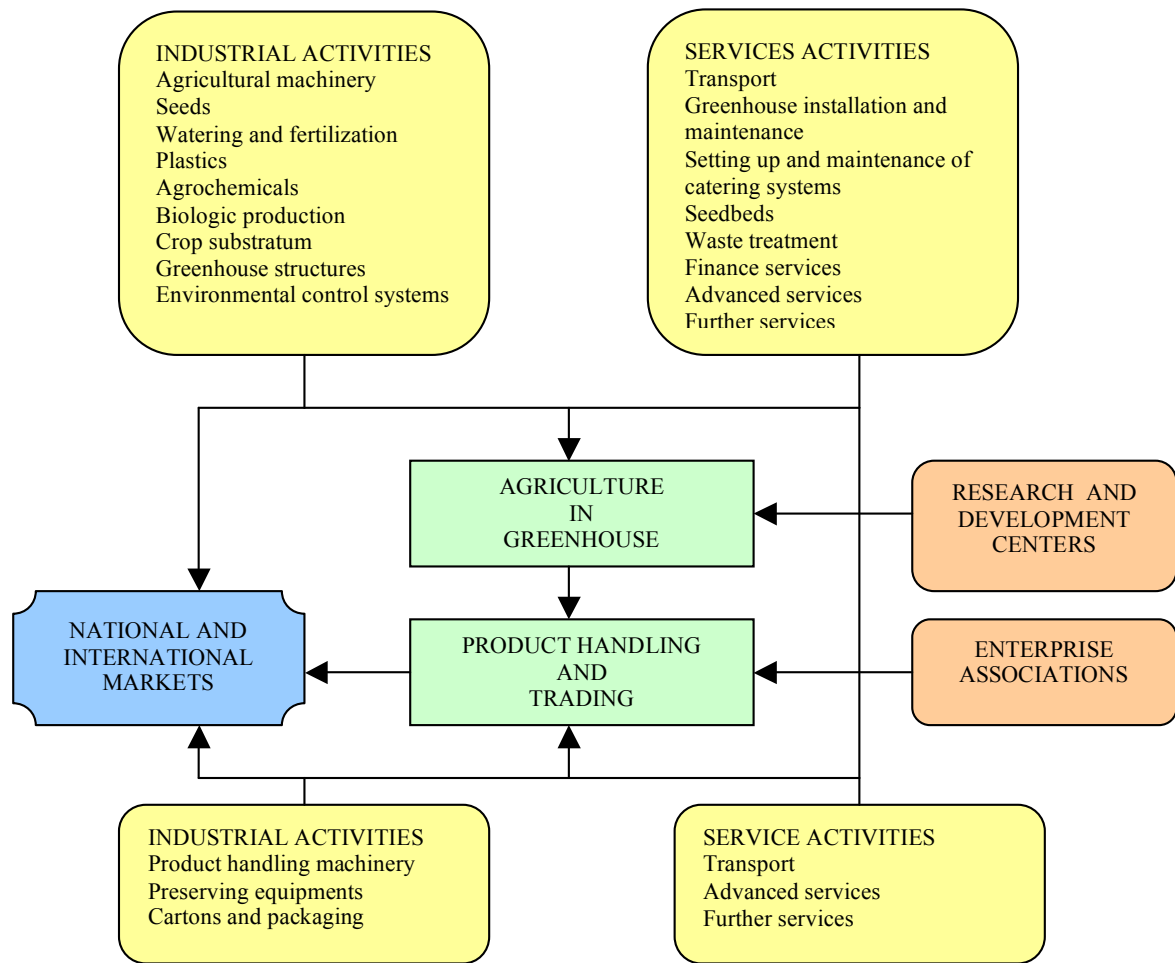 INDUSTRIAL ACTIVITIES
Agricultural machinery
Seeds
Watering and fertilization
Plastics
Agrochemicals
Biologic production
Crop substratum
Greenhouse structures
Environmental control systems
SERVICES ACTIVITIES
Transport
Greenhouse installation and
maintenance
Setting up and maintenance of
catering systems
Seedbeds
Waste treatment
Finance services
Advanced services
Further services
AGRICULTURE
IN
GREENHOUSE
RESEARCH AND
DEVELOPMENT
CENTERS
NATIONAL AND
INTERNATIONAL
MARKETS
PRODUCT HANDLING
AND
TRADING
ENTERPRISE
ASSOCIATIONS
INDUSTRIAL ACTIVITIES
Product handling machinery
Preserving equipments
Cartons and packaging
SERVICE ACTIVITIES
Transport
Advanced services
Further services